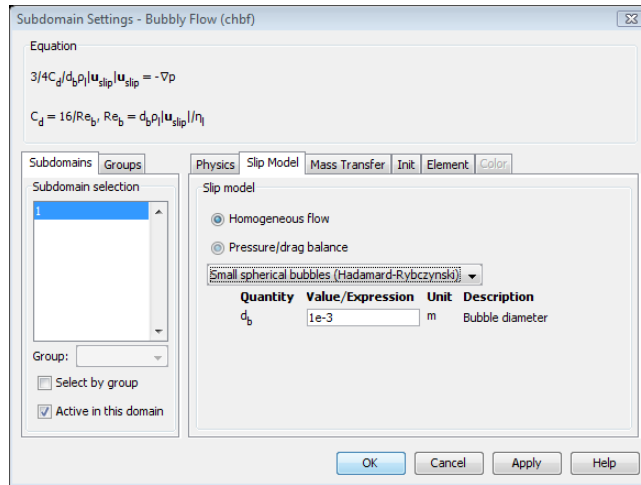 Subdomain Settings - Bubbly Flow (chbf)
Equation
3/4C_d/d_bρ_l|u_slip|u_slip = -∇p
C_d = 16/Re_b, Re_b = d_bρ_l|u_slip|/η_l
Subdomains Groups
Subdomain selection
1
Group:
Select by group
Active in this domain
Physics Slip Model Mass Transfer Init Element Color
Slip model
Homogeneous flow
Pressure/drag balance
Small spherical bubbles (Hadamard-Rybczynski)
Quantity Value/Expression Unit Description
d_b 1e-3 m Bubble diameter
OK Cancel Apply Help